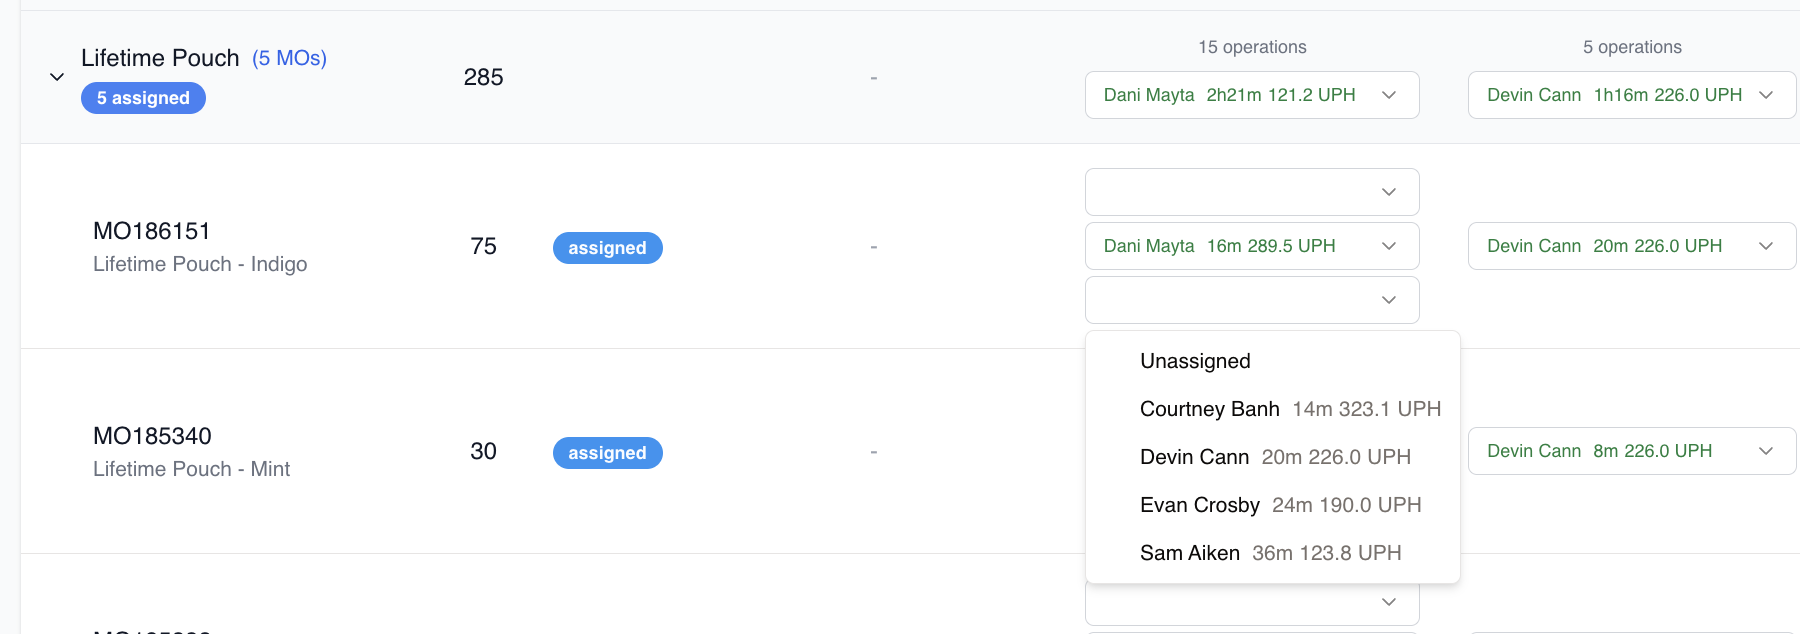 15 operations
5 operations
Lifetime Pouch (5 MOs)
285
-
5 assigned
Dani Mayta 2h21m 121.2 UPH
Devin Cann 1h16m 226.0 UPH
MO186151
Lifetime Pouch - Indigo
75
assigned
-
Dani Mayta 16m 289.5 UPH
Devin Cann 20m 226.0 UPH
Unassigned
Courtney Banh 14m 323.1 UPH
Devin Cann 20m 226.0 UPH
Evan Crosby 24m 190.0 UPH
Sam Aiken 36m 123.8 UPH
MO185340
Lifetime Pouch - Mint
30
assigned
-
Devin Cann 8m 226.0 UPH